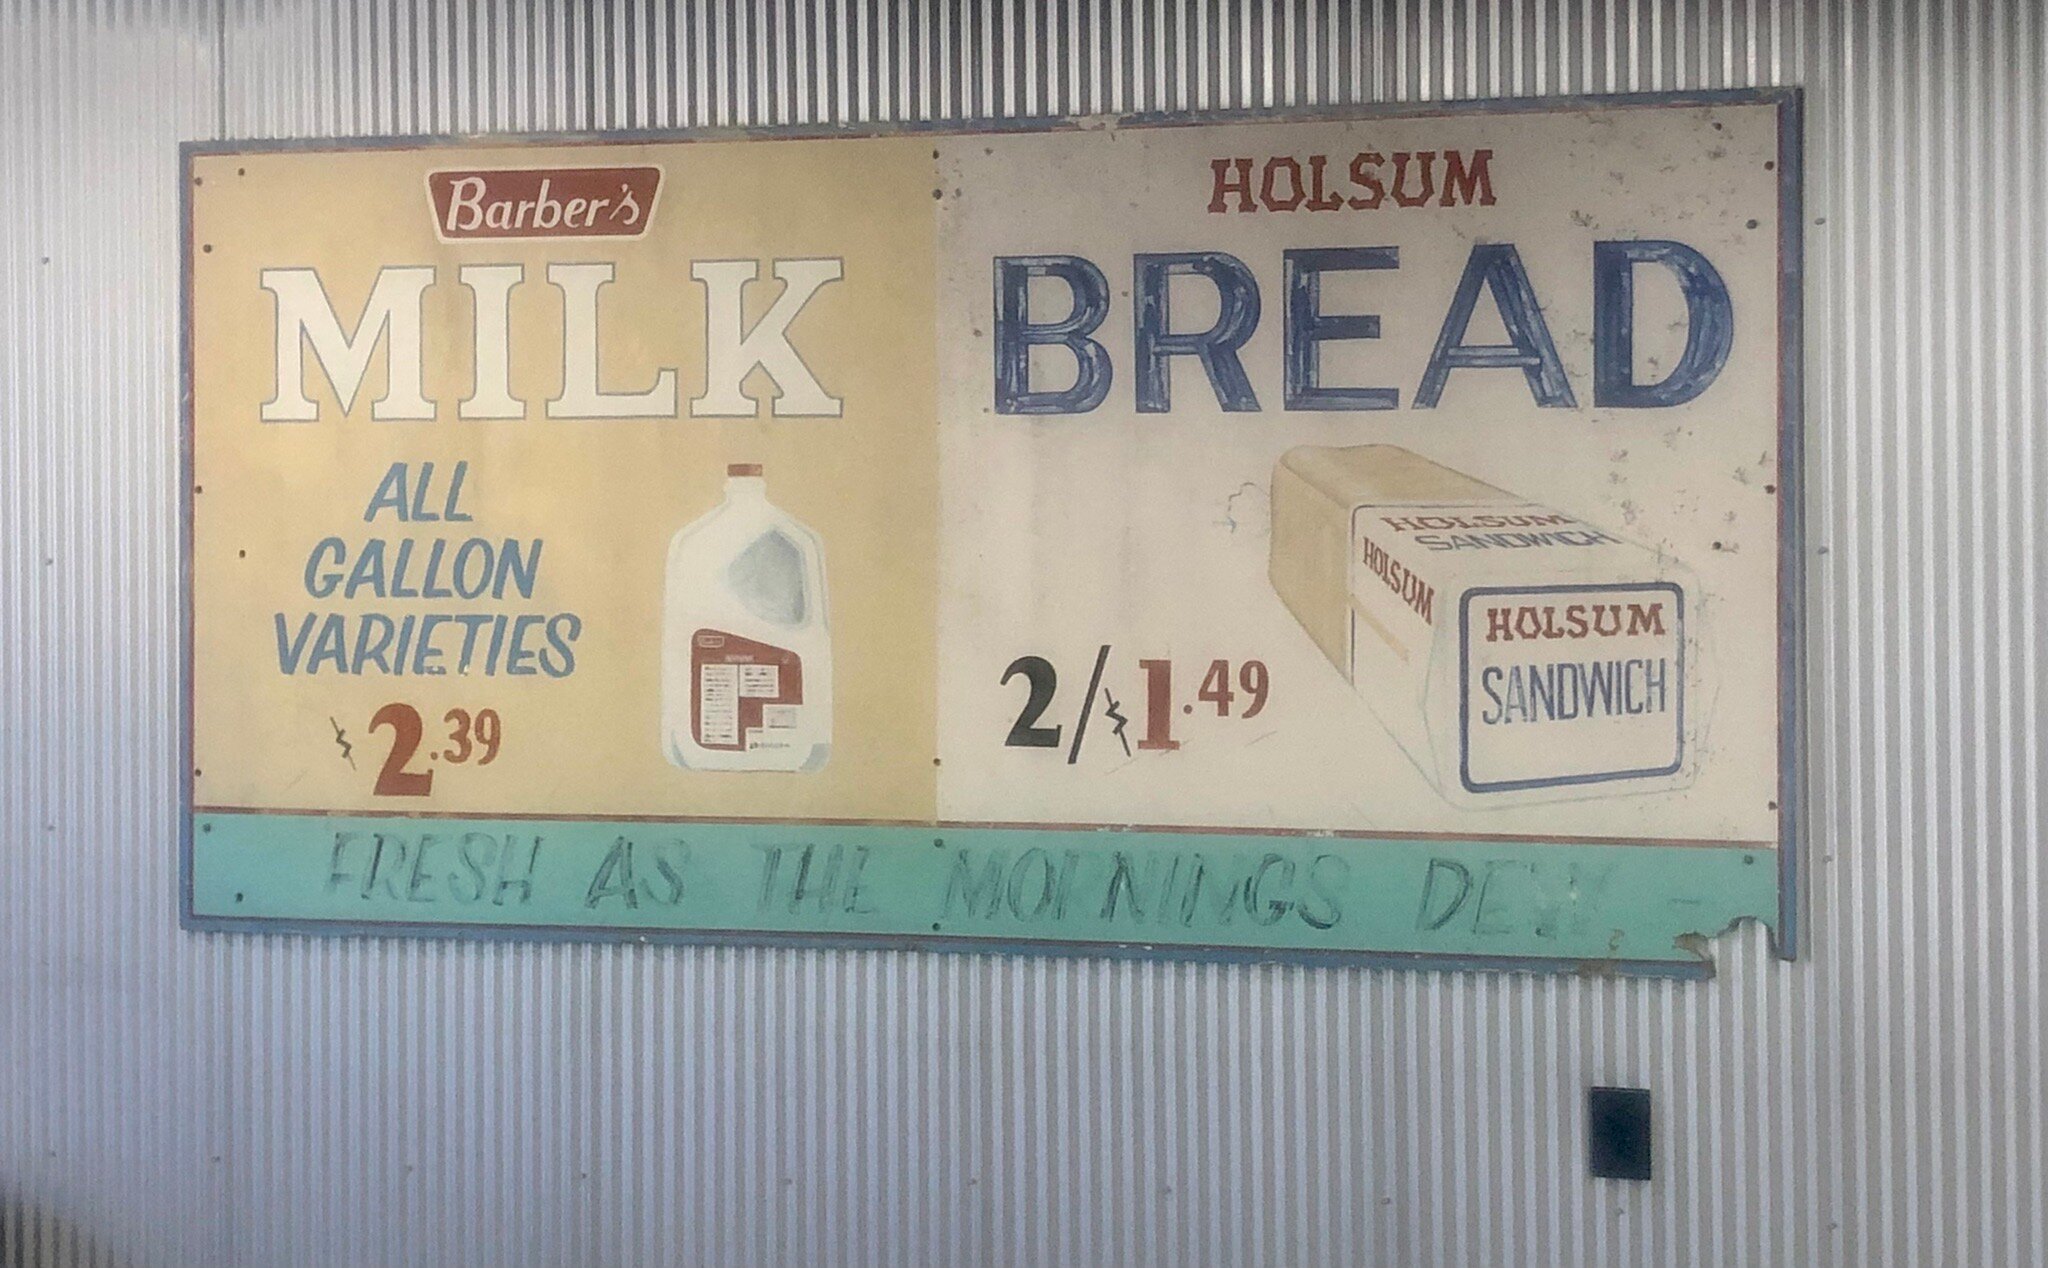 Barber's
MILK
ALL
GALLON
VARIETIES
$2.39
HOLSUM
BREAD
2/$1.49
HOLSUM
SANDWICH
HOLSUM
HOLSUM
SANDWICH
FRESH AS THE MORNINGS DEW